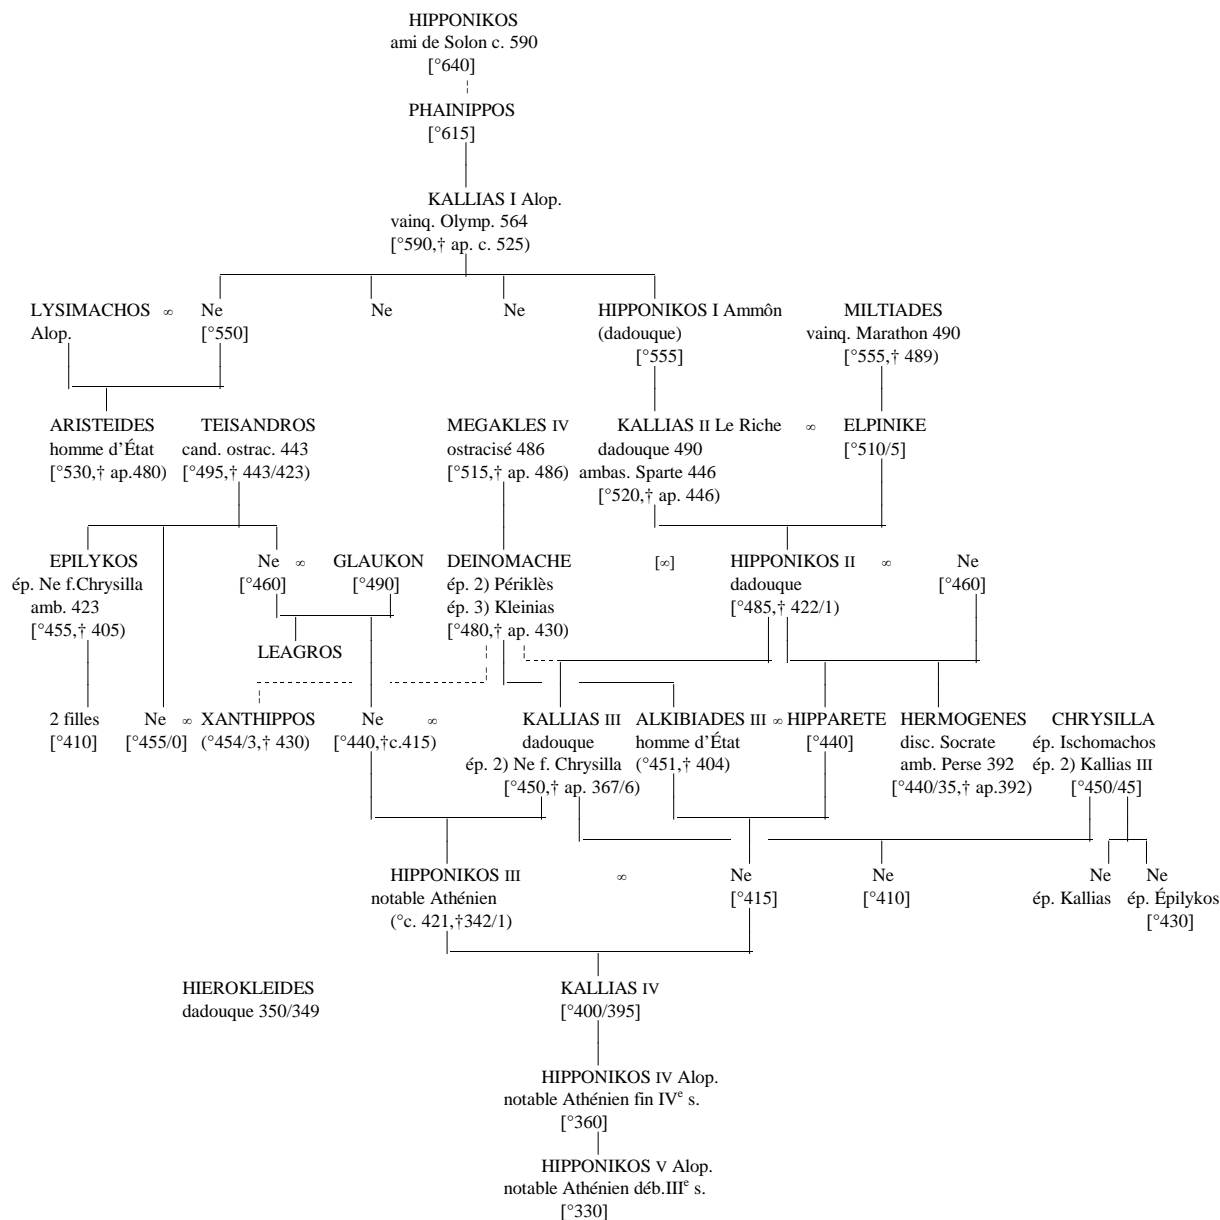 HIPPONIKOS
ami de Solon c. 590
[°640]
PHAINIPPOS
[°615]
KALLIAS I Alop.
vainq. Olymp. 564
[°590,† ap. c. 525)
LYSIMACHOS ∞ Ne Ne Ne HIPPONIKOS I Ammôn MILTIADES
Alop. [°550] (dadouque) vainq. Marathon 490
[°555] [°555,† 489)
ARISTEIDES TEISANDROS MEGAKLES IV KALLIAS II Le Riche ∞ ELPINIKE
homme d’État cand. ostrac. 443 ostracisé 486 dadouque 490 [°510/5]
[°530,† ap.480) [°495,† 443/423) [°515,† ap. 486) ambas. Sparte 446
[°520,† ap. 446)
EPILYKOS Ne ∞ GLAUKON DEINOMACHE [∞] HIPPONIKOS II ∞ Ne
ép. Ne f.Chrysilla [°460] [°490] ép. 2) Périklès dadouque [°460]
amb. 423 ép. 3) Kleinias [°485,† 422/1)
[°455,† 405) [°480,† ap. 430)
LEAGROS
2 filles Ne ∞ XANTHIPPOS Ne ∞ KALLIAS III ALKIBIADES III ∞ HIPPARETE HERMOGENES CHRYSILLA
[°410] [°455/0] (°454/3,† 430) [°440,†c.415) dadouque homme d’État [°440] disc. Socrate ép. Ischomachos
ép. 2) Ne f. Chrysilla (°451,† 404) amb. Perse 392 ép. 2) Kallias III
[°450,† ap. 367/6) [°440/35,† ap.392) [°450/45]
HIPPONIKOS III ∞ Ne Ne Ne Ne
notable Athénien [°415] [°410] ép. Kallias ép. Épilykos
(°c. 421,†342/1) [°430]
HIEROKLEIDES KALLIAS IV
dadouque 350/349 [°400/395]
HIPPONIKOS IV Alop.
notable Athénien fin IVe s.
[°360]
HIPPONIKOS V Alop.
notable Athénien déb.IIIe s.
[°330]